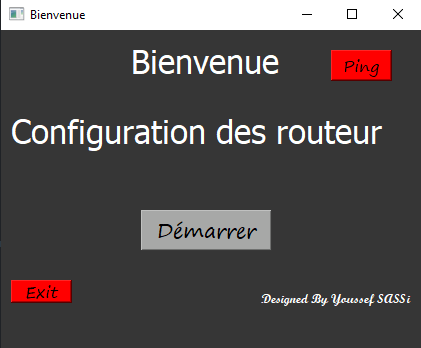 Bienvenue
Bienvenue
Ping
Configuration des routeur
Démarrer
Exit
Designed By Youssef SASSi